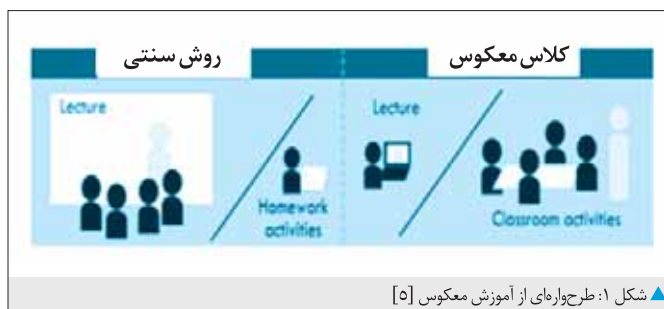 کلاس معکوس
روش سنتی
Lecture
Homework
activities
Lecture
Classroom activities
شکل ۱: طرح‌واره‌ای از آموزش معکوس [۵]